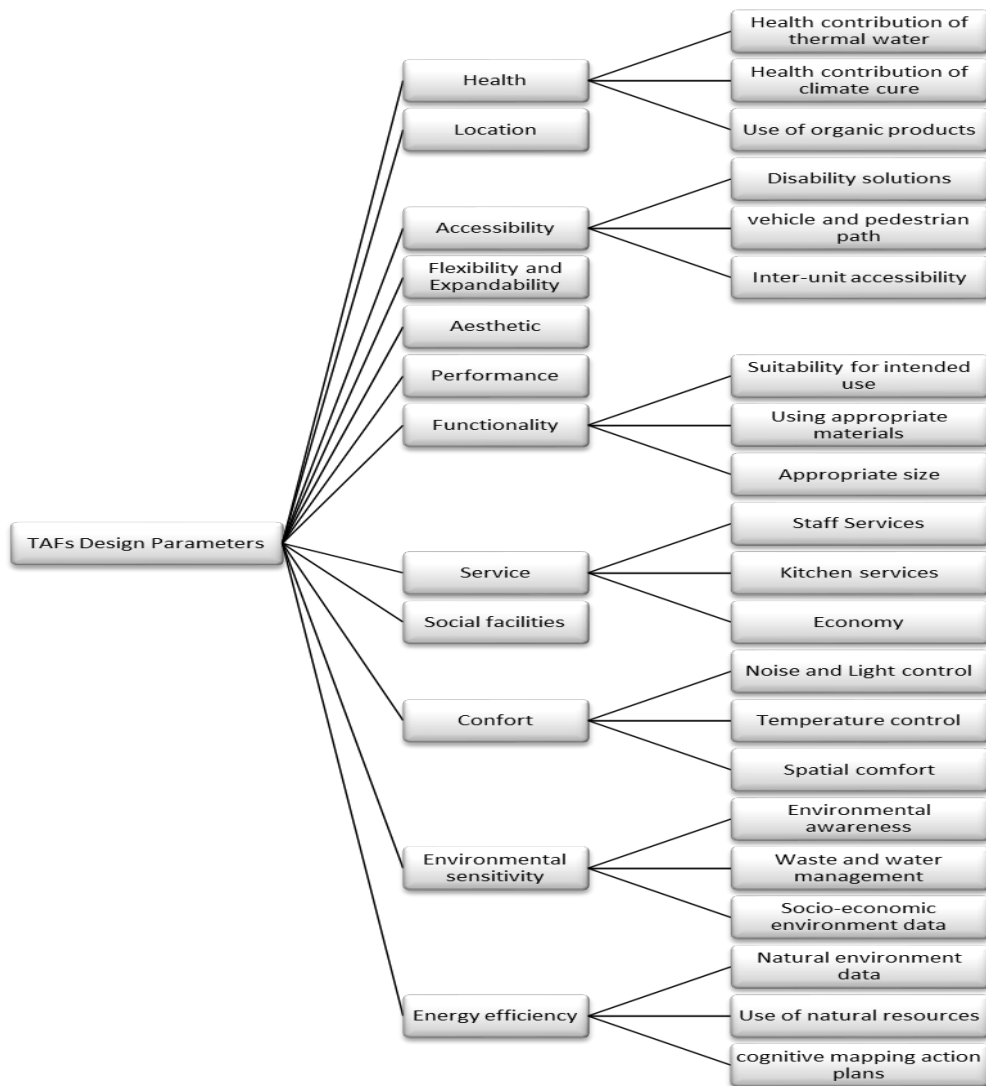 TAFs Design Parameters
Health
Health contribution of
thermal water
Health contribution of
climate cure
Use of organic products
Location
Accessibility
Disability solutions
vehicle and pedestrian
path
Inter-unit accessibility
Flexibility and
Expandability
Aesthetic
Performance
Functionality
Suitability for intended
use
Using appropriate
materials
Appropriate size
Service
Staff Services
Kitchen services
Economy
Social facilities
Confort
Noise and Light control
Temperature control
Spatial comfort
Environmental
sensitivity
Environmental
awareness
Waste and water
management
Socio-economic
environment data
Energy efficiency
Natural environment
data
Use of natural resources
cognitive mapping action
plans